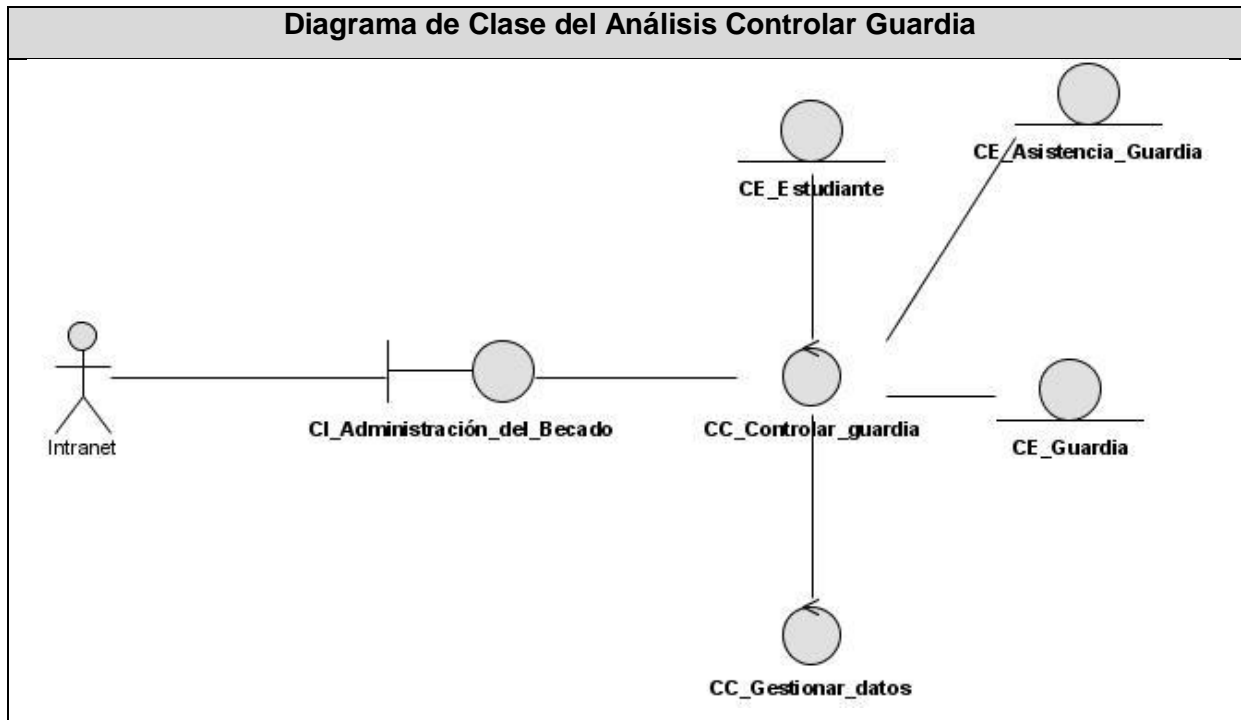 Diagrama de Clase del Análisis Controlar Guardia
CE_Asistencia_Guardia
CE_Estudiante
Intranet
CI_Administración_del_Becado
CC_Controlar_guardia
CE_Guardia
CC_Gestionar_datos